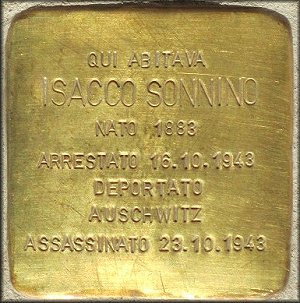 QUI ABITAVA
ISACCO SONNINO
NATO 1883
ARRESTATO 16.10.1943
DEPORTATO
AUSCHWITZ
ASSASSINATO 23.10.1943